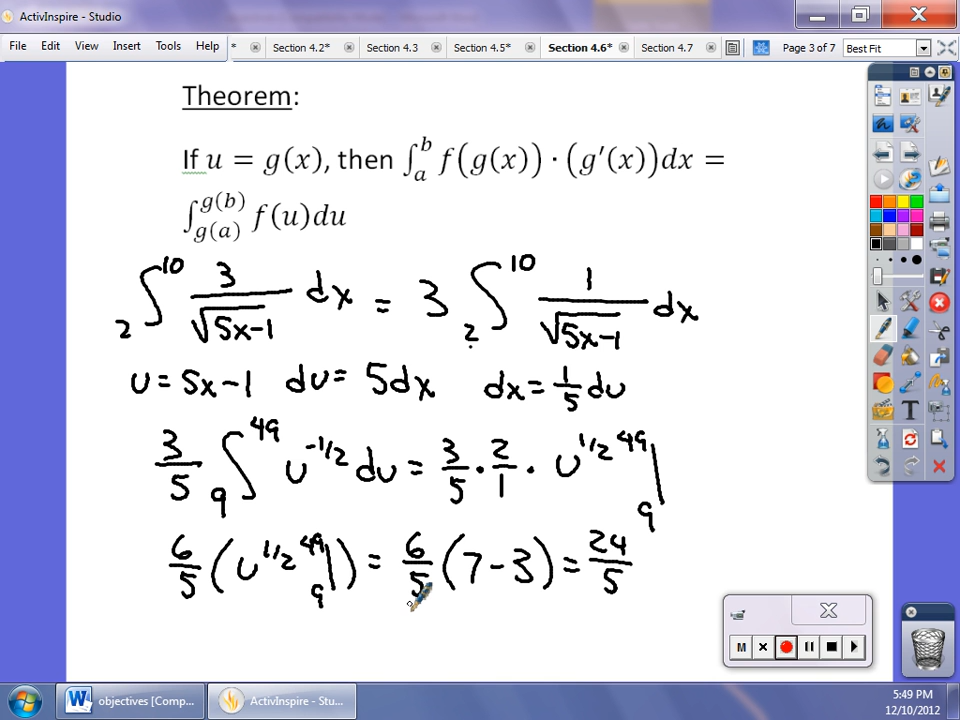 ActivInspire - Studio
File Edit View Insert Tools Help * Section 4.2* Section 4.3 Section 4.5* Section 4.6* Section 4.7 Page 3 of 7 Best Fit
Theorem:
If u = g(x), then ∫_a^b f(g(x)) · (g′(x))dx =
∫_{g(a)}^{g(b)} f(u)du
∫_2^{10} 3/√(5x-1) dx = 3 ∫_2^{10} 1/√(5x-1) dx
u = 5x-1 du = 5dx dx = 1/5 du
3/5 ∫_9^{49} u^{-1/2} du = 3/5 · 2/1 · u^{1/2} |_9^{49}
6/5 (u^{1/2} |_9^{49}) = 6/5 (7-3) = 24/5
M
objectives [Comp... ActivInspire - Studi...
5:49 PM
12/10/2012